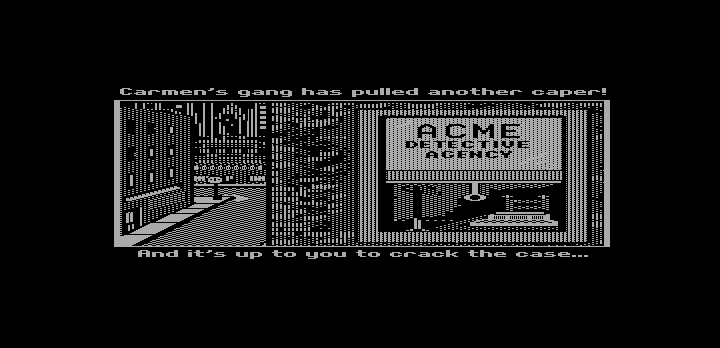 Carmen's gang has pulled another caper!
ACME
DETECTIVE
AGENCY
And it's up to you to crack the case...